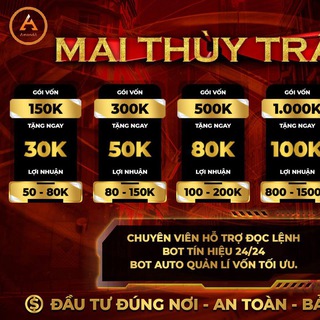 MAI THÙY TRA
GÓI VỐN GÓI VỐN GÓI VỐN GÓI VỐN
150K 300K 500K 1.000K
TẶNG NGAY TẶNG NGAY TẶNG NGAY TẶNG NGAY
30K 50K 80K 100K
LỢI NHUẬN LỢI NHUẬN LỢI NHUẬN LỢI NHUẬN
50 - 80K 80 - 150K 100 - 200K 800 - 1500
CHUYÊN VIÊN HỖ TRỢ ĐỌC LỆNH
BOT TÍN HIỆU 24/24
BOT AUTO QUẢN LÍ VỐN TỐI ƯU.
ĐẦU TƯ ĐÚNG NƠI - AN TOÀN - BẢ